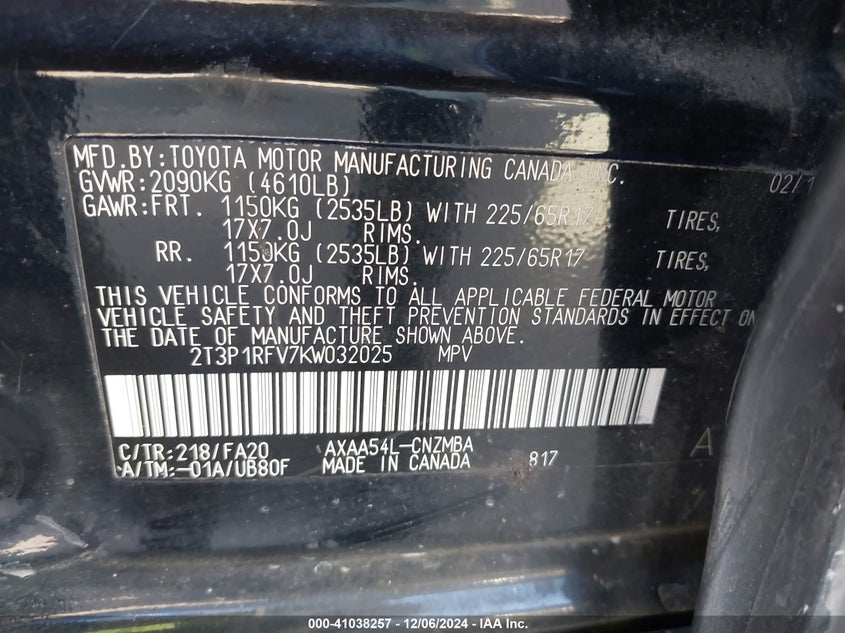 MFD.BY:TOYOTA MOTOR MANUFACTURING CANADA INC. 02/1
GVWR:2090KG (4610LB)
GAWR:FRT. 1150KG (2535LB) WITH 225/65R17 TIRES,
17X7.0J RIMS.
RR. 1150KG (2535LB) WITH 225/65R17 TIRES,
17X7.0J RIMS.
THIS VEHICLE CONFORMS TO ALL APPLICABLE FEDERAL MOTOR
VEHICLE SAFETY AND THEFT PREVENTION STANDARDS IN EFFECT ON
THE DATE OF MANUFACTURE SHOWN ABOVE.
2T3P1RFV7KW032025 MPV
C/TR:218/FA20 AXAA54L-CNZMBA A
A/TM:-01A/UB80F MADE IN CANADA 817
000-41038257 - 12/06/2024 - IAA Inc.